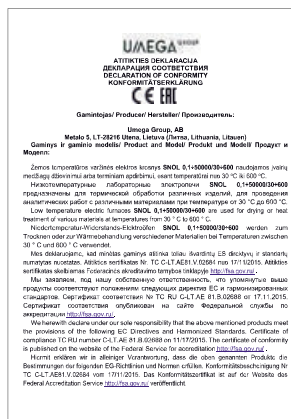 UMEGA GROUP
ATITIKTIES DEKLARACIJA
ДЕКЛАРАЦИЯ СООТВЕТСТВИЯ
DECLARATION OF CONFORMITY
KONFORMITÄTSERKLÄRUNG
CE EAC
Gamintojas/ Producer/ Hersteller/ Производитель:
Umega Group, AB
Metalo 5, LT-28216 Utena, Lietuva (Литва, Lithuania, Litauen)
Gaminys ir gaminio modelis/ Product and Model/ Produkt und Modell/ Продукт и
Модель:
Žemos temperatūros varžinės elektros krosnys SNOL 0,1÷50000/30÷600 naudojamos įvairių
medžiagų džiovinimui arba terminiam apdirbimui, esant temperatūrai nuo 30 °C iki 600 °C.
Низкотемпературные лабораторные электропечи SNOL 0,1÷50000/30÷600
предназначены для термической обработки различных изделий, для проведения
аналитических работ с различными материалами при температуре от 30 °C до 600 °C.
Low temperature electric furnaces SNOL 0,1÷50000/30÷600 are used for drying or heat
treatment of various materials at temperatures from 30 °C to 600 °C.
Niedertemperatur-Widerstands-Elektroöfen SNOL 0,1÷50000/30÷600 werden zum
Trocknen oder zur Wärmebehandlung verschiedener Materialien bei Temperaturen zwischen
30 ° C und 600 ° C verwendet.
Mes deklaruojame, kad minėtas gaminys atitinka toliau išvardintų EB direktyvų ir standartų
numatytas nuostatas. Atitikties sertifikatas Nr. TC RU C-LT.AE 81.B.02688 nuo 17/11/2015. Atitikties
sertifikatas skelbiamas Federacinės akreditavimo tarnybos tinklapyje http://fsa.gov.ru/.
Мы заявляем, под нашу собственную ответственность, что упомянутые выше
продукты соответствуют положениям следующих директив ЕС и гармонизированных
стандартов. Сертификат соответствия № TC RU C-LT.AE 81.B.02688 от 17.11.2015.
Сертификат соответствия опубликован на сайте Федеральной службы по
аккредитации http://fsa.gov.ru/.
We herewith declare under our sole responsibility that the above mentioned products meet
the provisions of the following EC Directives and Harmonized Standards. Certificate of
compliance TC RU number C-LT.AE 81.B.02688 on 11/17/2015. The certificate of conformity
is published on the website of the Federal Service for accreditation http://fsa.gov.ru/ .
Hiermit erklären wir in alleiniger Verantwortung, dass die oben genannten Produkte die
Bestimmungen der folgenden EG-Richtlinien und Normen erfüllen. Konformitätsbescheinigung Nr
TC C-LT.AE81.V.02684 vom 17/11/2015. Das Konformitätszertifikat ist auf der Website des
Federal Accreditation Service http://fsa.gov.ru/ veröffentlicht.